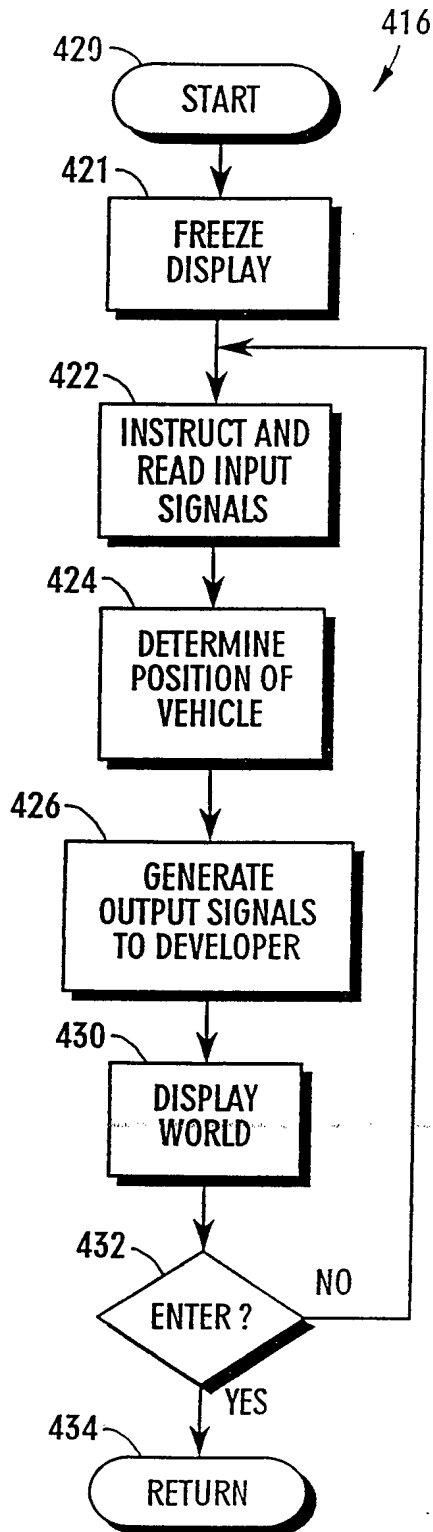 416
420
START
421
FREEZE
DISPLAY
422
INSTRUCT AND
READ INPUT
SIGNALS
424
DETERMINE
POSITION OF
VEHICLE
426
GENERATE
OUTPUT SIGNALS
TO DEVELOPER
430
DISPLAY
WORLD
432
ENTER ?
NO
YES
434
RETURN